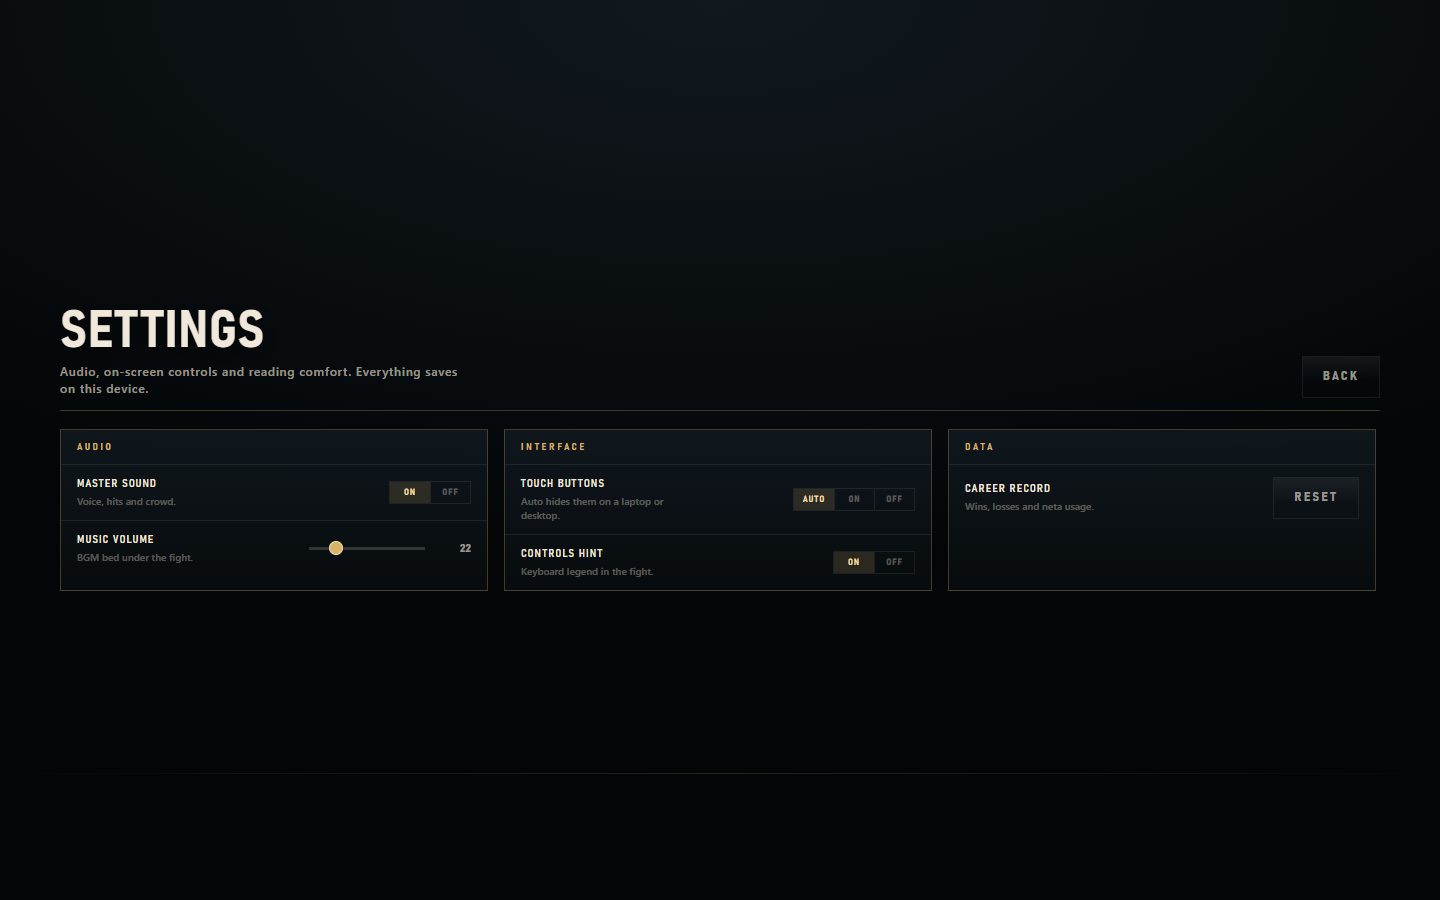 SETTINGS
Audio, on-screen controls and reading comfort. Everything saves
on this device.
BACK
AUDIO
MASTER SOUND
Voice, hits and crowd.
ON OFF
MUSIC VOLUME
BGM bed under the fight.
22
INTERFACE
TOUCH BUTTONS
Auto hides them on a laptop or
desktop.
AUTO ON OFF
CONTROLS HINT
Keyboard legend in the fight.
ON OFF
DATA
CAREER RECORD
Wins, losses and neta usage.
RESET